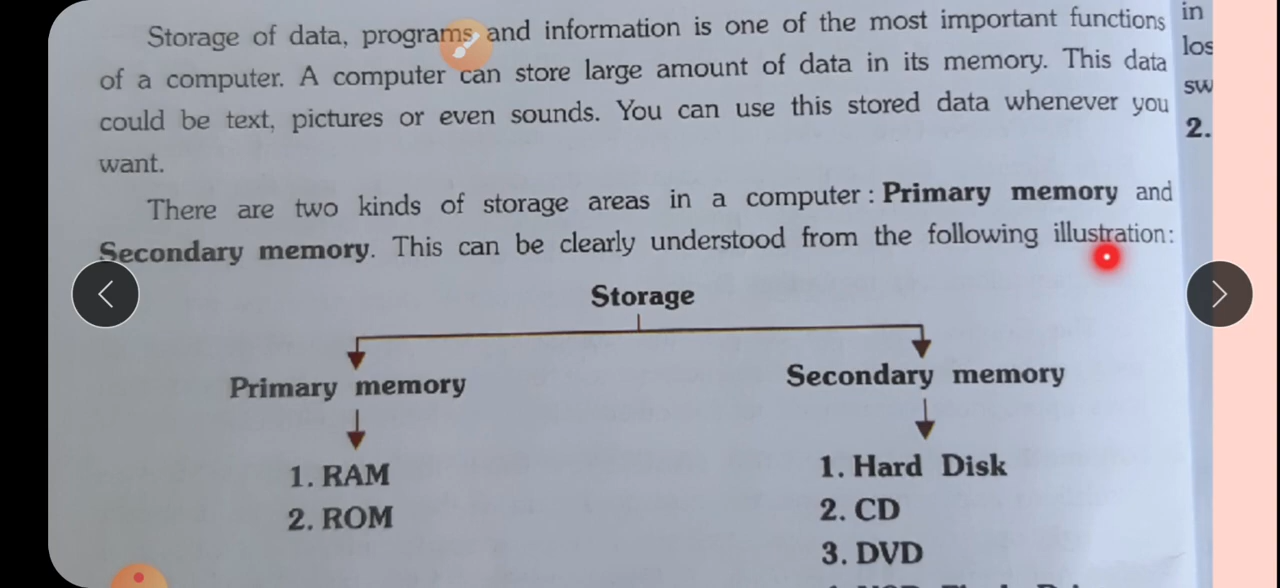 Storage of data, programs and information is one of the most important functions
of a computer. A computer can store large amount of data in its memory. This data
could be text, pictures or even sounds. You can use this stored data whenever you
want.
There are two kinds of storage areas in a computer : Primary memory and
Secondary memory. This can be clearly understood from the following illustration:
Storage
Primary memory
1. RAM
2. ROM
Secondary memory
1. Hard Disk
2. CD
3. DVD
in
los
sw
2.